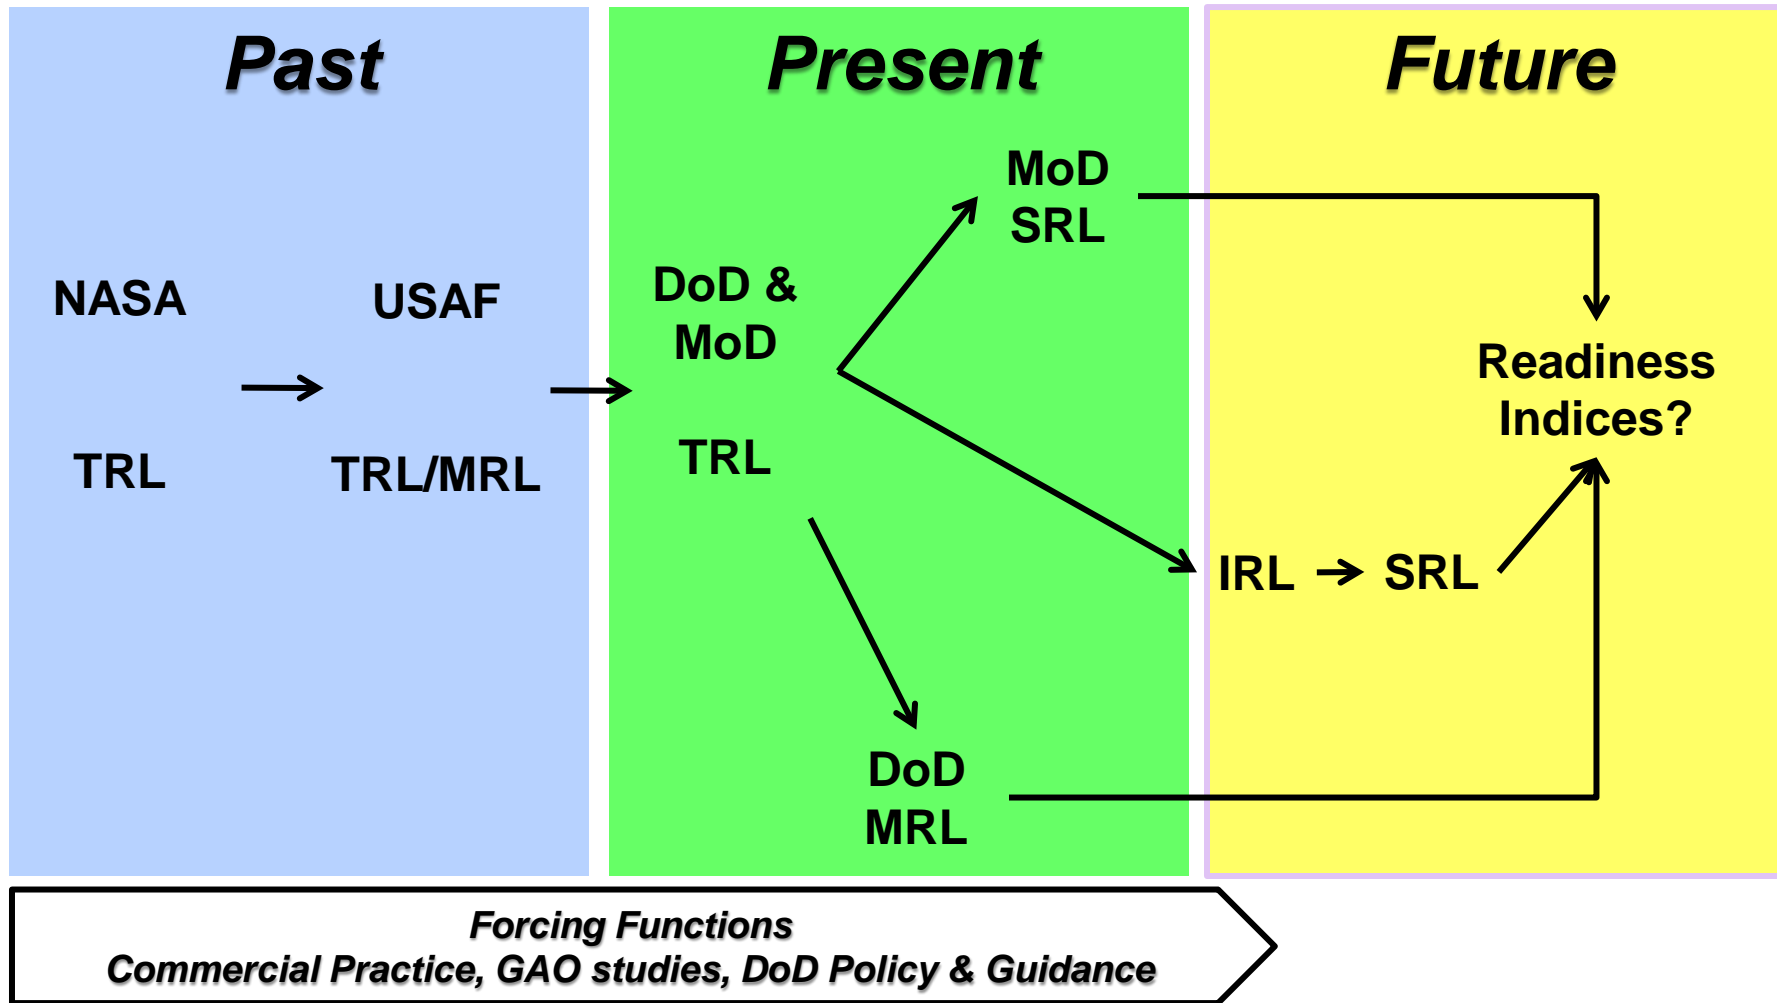 Past
Present
Future
NASA
TRL
USAF
TRL/MRL
DoD &
MoD
TRL
MoD
SRL
DoD
MRL
IRL
SRL
Readiness
Indices?
Forcing Functions
Commercial Practice, GAO studies, DoD Policy & Guidance